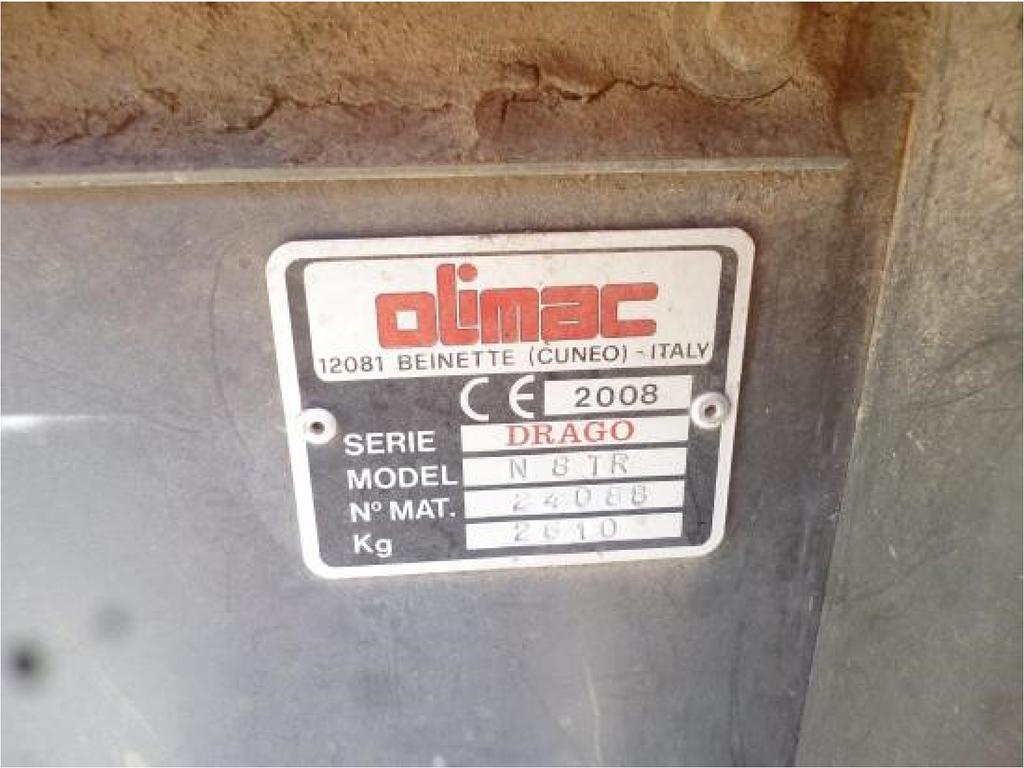 olimac
12081 BEINETTE (CUNEO) - ITALY
CE 2008
SERIE DRAGO
MODEL N 8 TR
N° MAT. 24088
Kg 2610